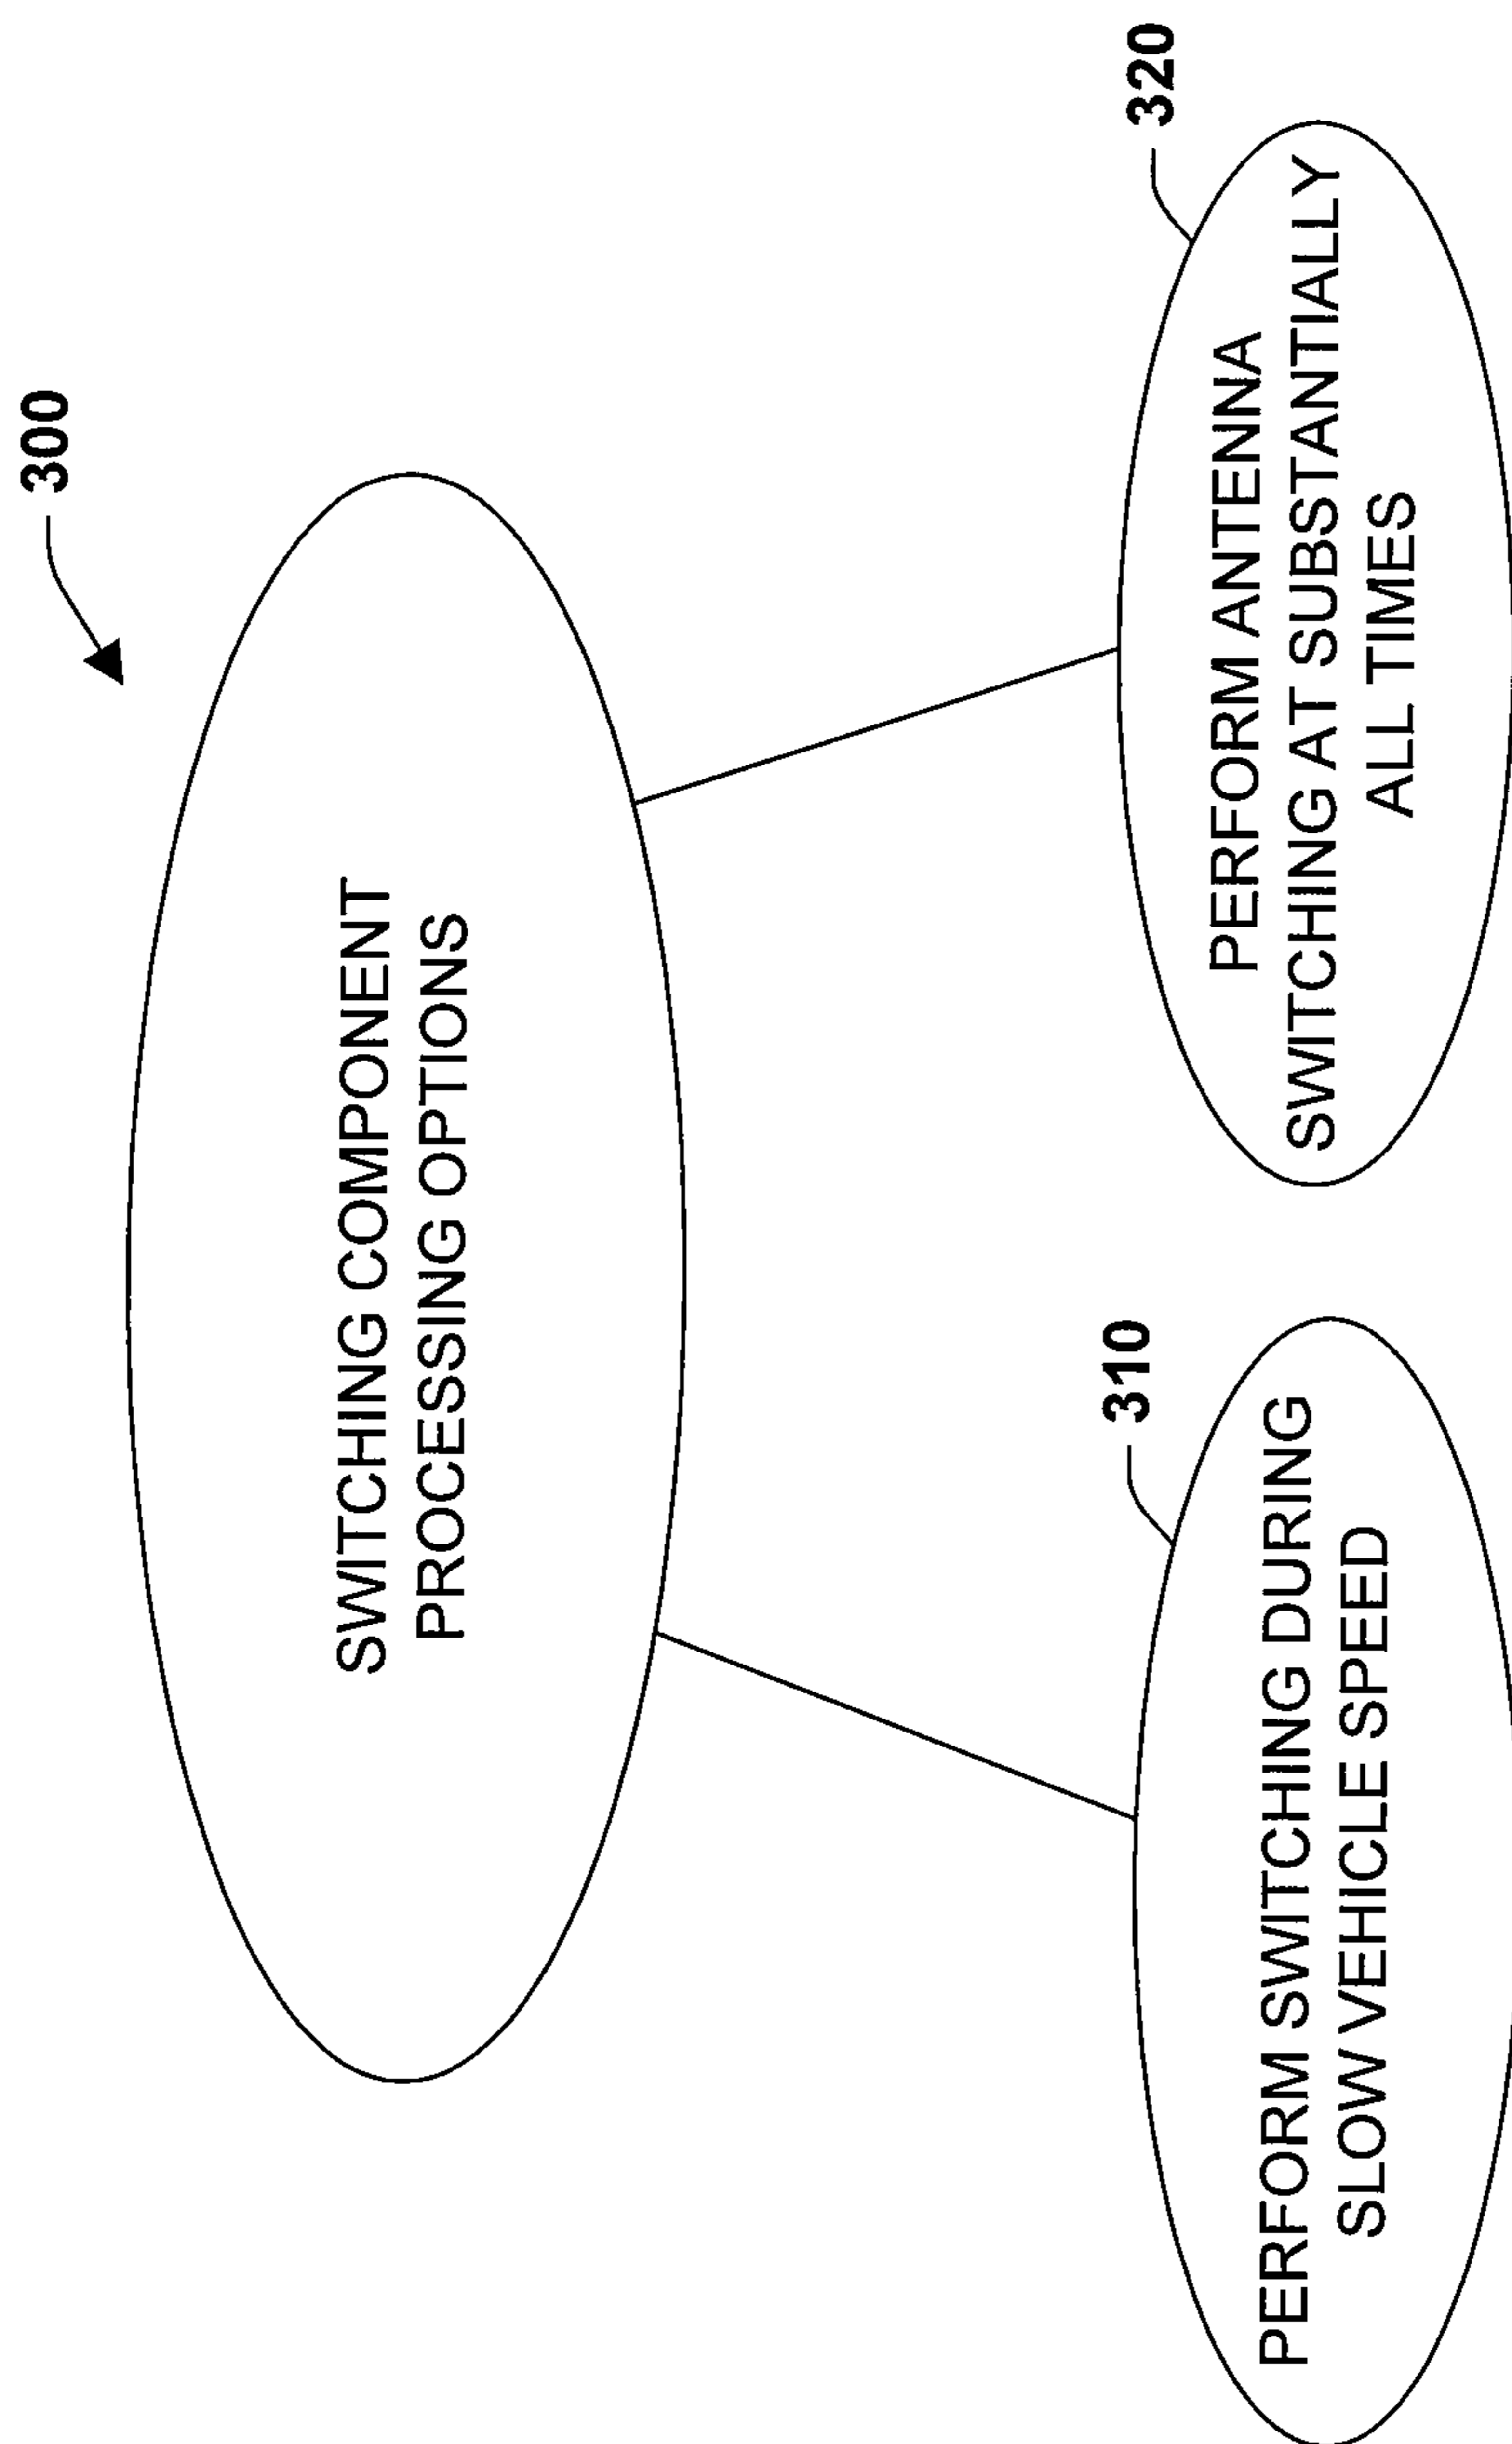 300
SWITCHING COMPONENT
PROCESSING OPTIONS
310
PERFORM SWITCHING DURING
SLOW VEHICLE SPEED
320
PERFORM ANTENNA
SWITCHING AT SUBSTANTIALLY
ALL TIMES